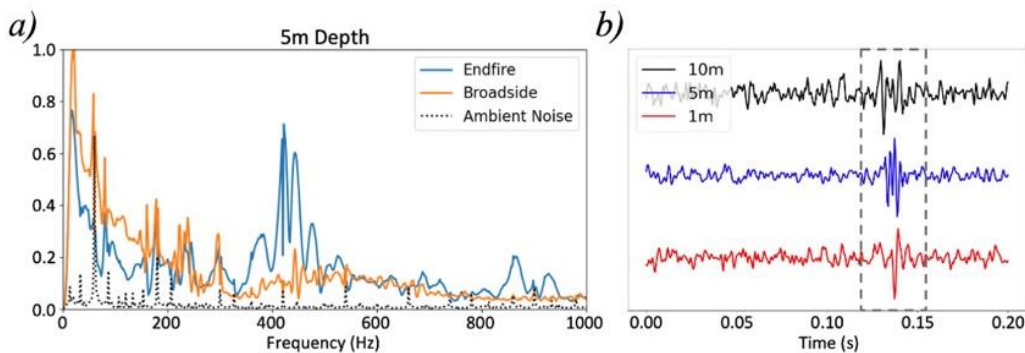 a)
5m Depth
1.0
0.8
0.6
0.4
0.2
0.0
0
200
400
600
800
1000
Frequency (Hz)
Endfire
Broadside
Ambient Noise
b)
10m
5m
1m
0.00
0.05
0.10
0.15
0.20
Time (s)